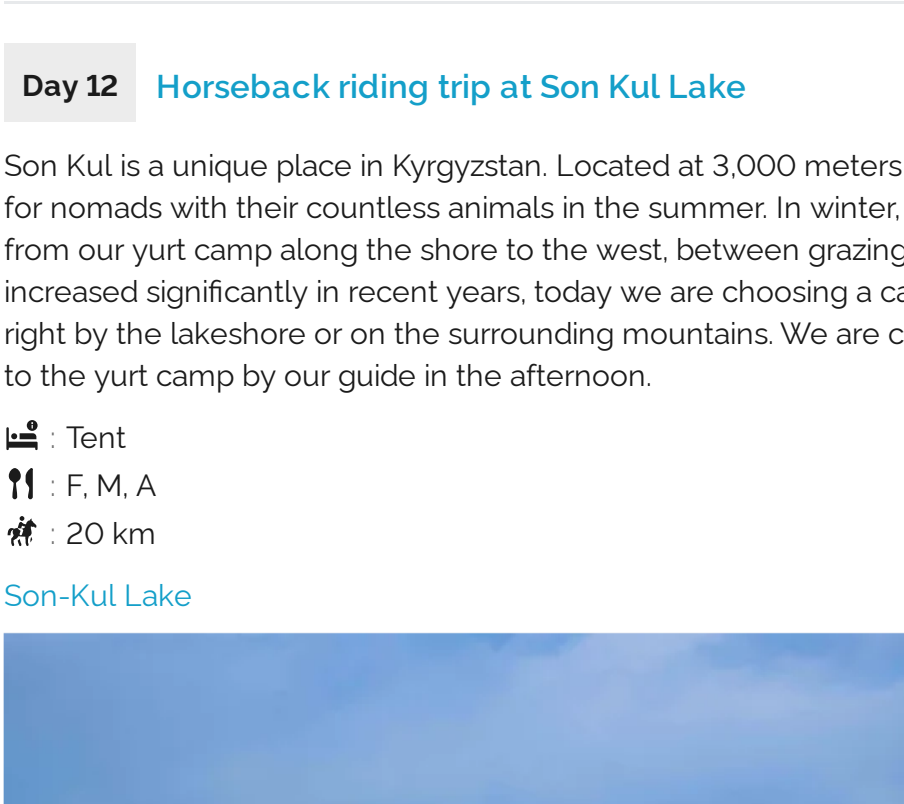 Day 12
Horseback riding trip at Son Kul Lake
Son Kul is a unique place in Kyrgyzstan. Located at 3,000 meters
for nomads with their countless animals in the summer. In winter,
from our yurt camp along the shore to the west, between grazing
increased significantly in recent years, today we are choosing a
right by the lakeshore or on the surrounding mountains. We are
to the yurt camp by our guide in the afternoon.
: Tent
: F, M, A
: 20 km
Son-Kul Lake